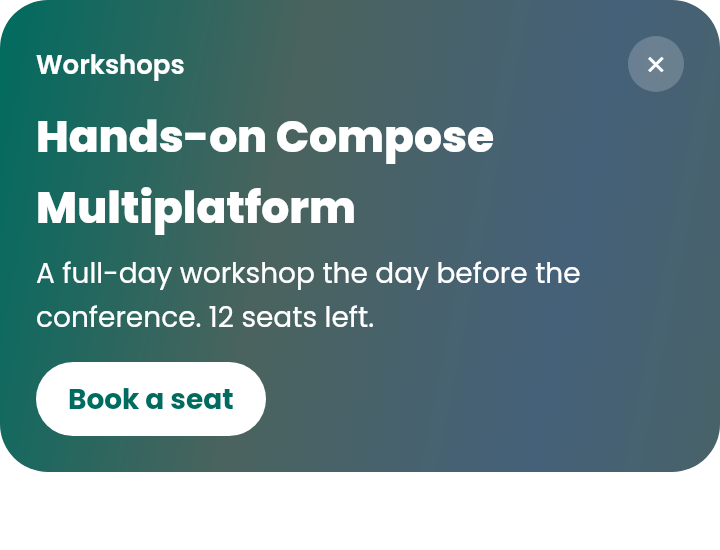 Workshops
Hands-on Compose
Multiplatform
A full-day workshop the day before the
conference. 12 seats left.
Book a seat